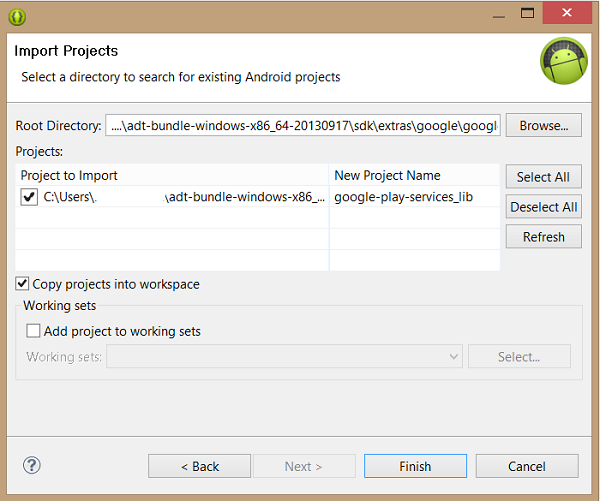 Import Projects
Select a directory to search for existing Android projects
Root Directory: ....\adt-bundle-windows-x86_64-20130917\sdk\extras\google\googl Browse...
Projects:
Project to Import New Project Name Select All
C:\Users\. .\adt-bundle-windows-x86_... google-play-services_lib
Deselect All
Refresh
Copy projects into workspace
Working sets
Add project to working sets
Working sets: Select...
? < Back Next > Finish Cancel